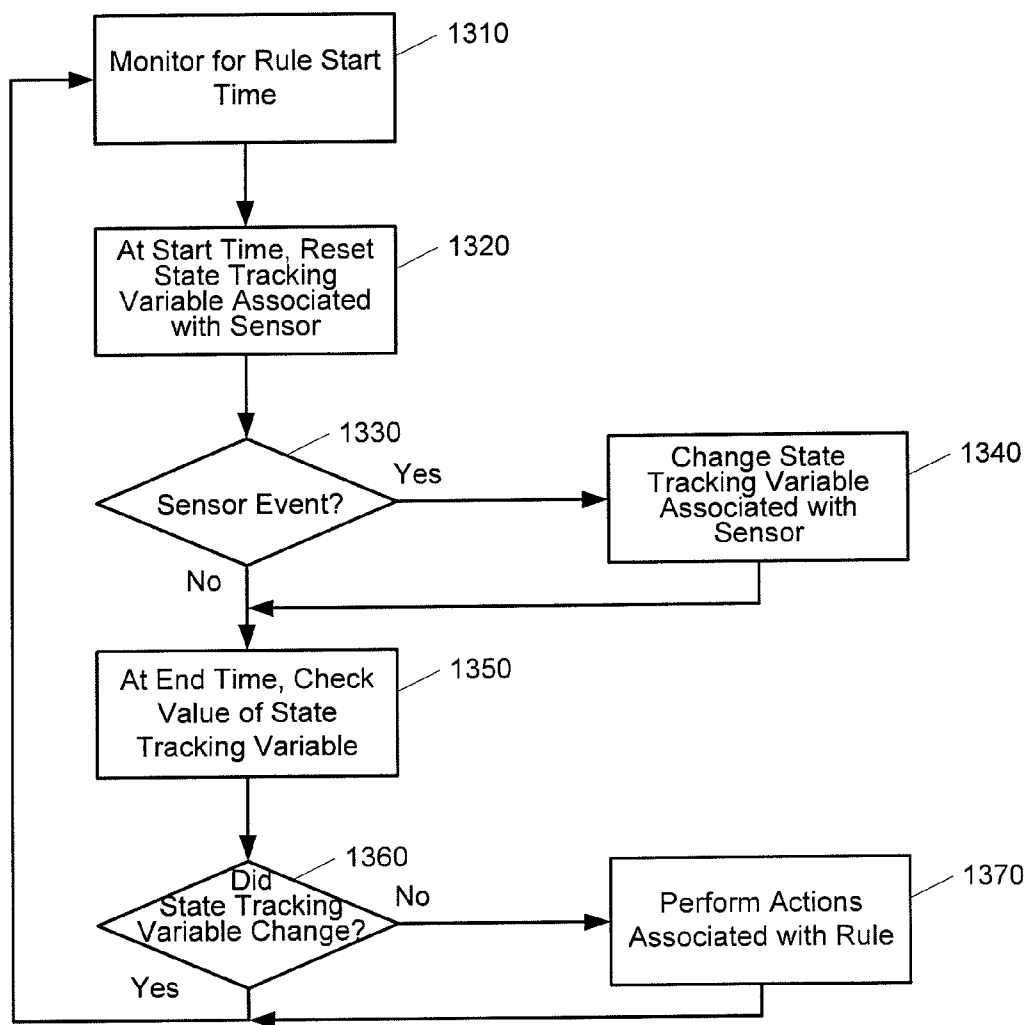 1310
Monitor for Rule Start
Time
1320
At Start Time, Reset
State Tracking
Variable Associated
with Sensor
1330
Sensor Event?
Yes
No
1340
Change State
Tracking Variable
Associated with
Sensor
1350
At End Time, Check
Value of State
Tracking Variable
1360
Did
State Tracking
Variable Change?
No
Yes
1370
Perform Actions
Associated with Rule